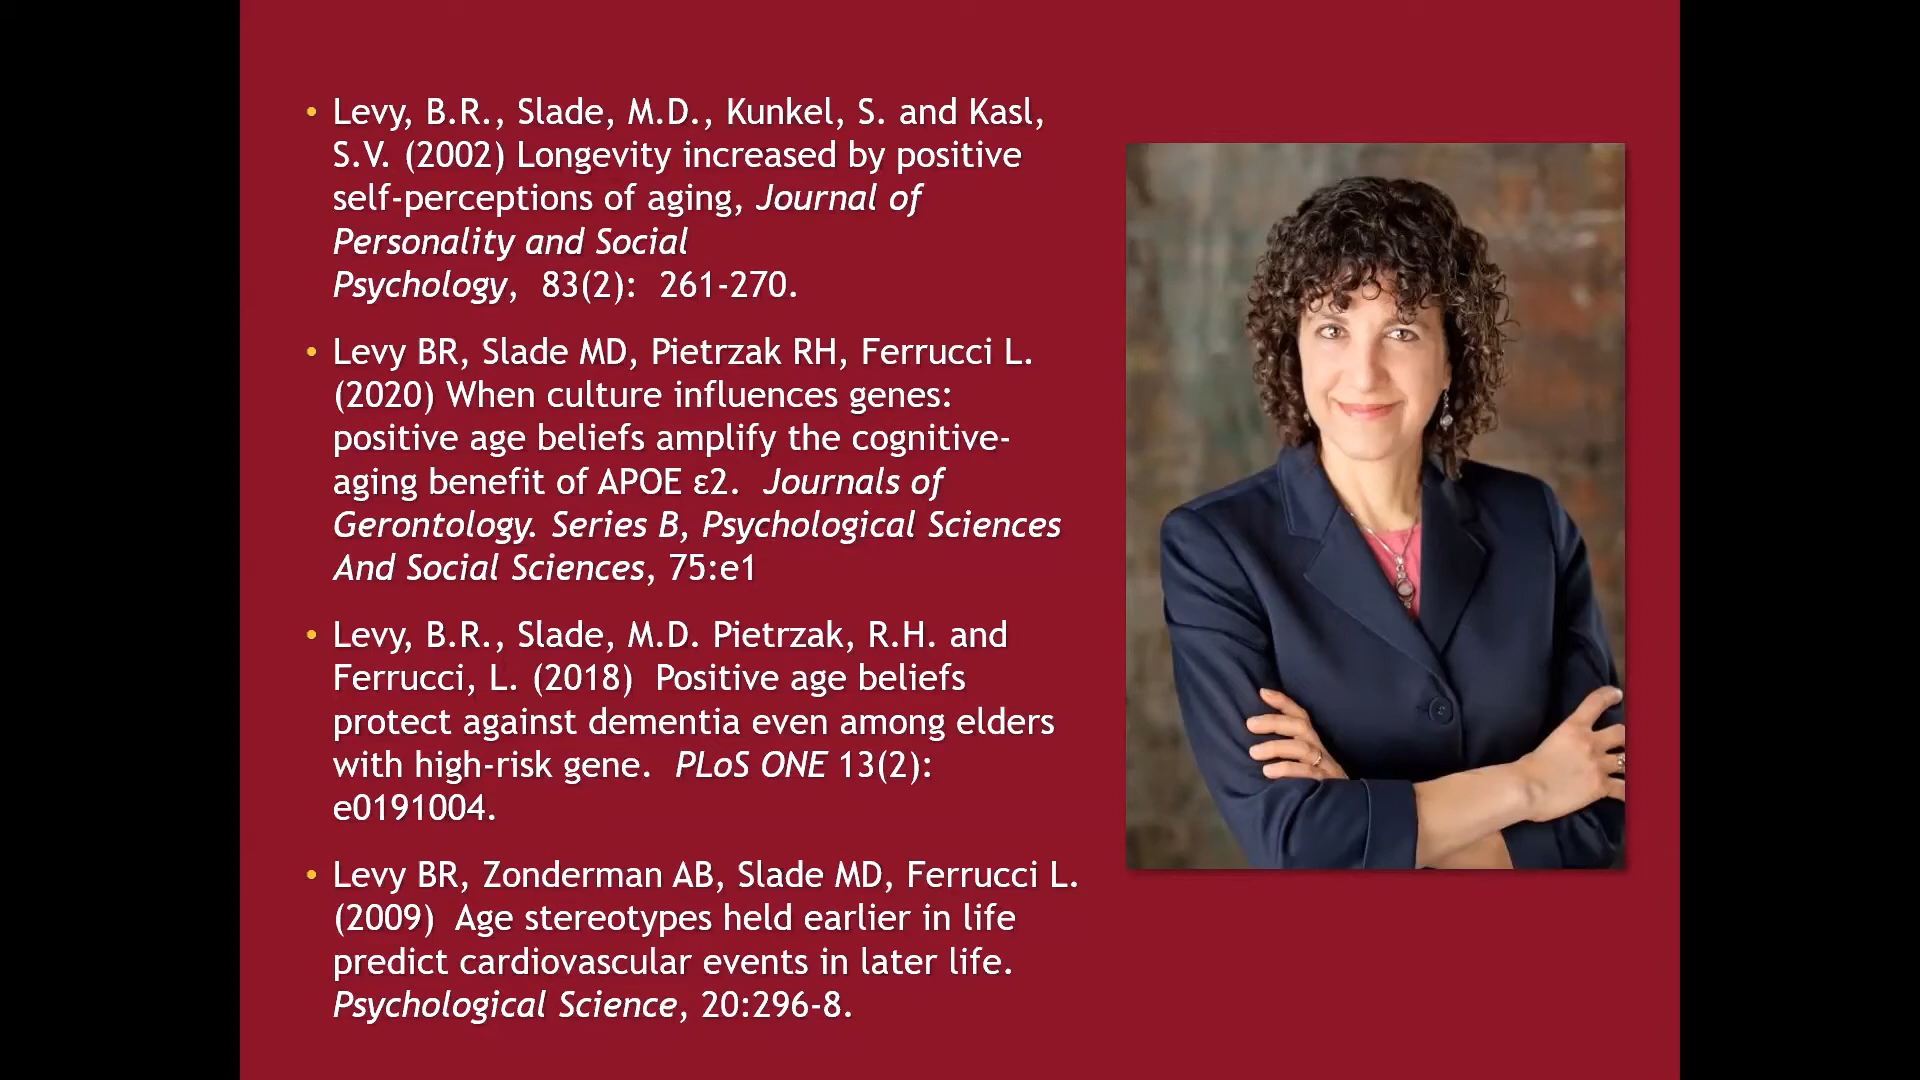 • Levy, B.R., Slade, M.D., Kunkel, S. and Kasl,
S.V. (2002) Longevity increased by positive
self-perceptions of aging, Journal of
Personality and Social
Psychology,  83(2):  261-270.
• Levy BR, Slade MD, Pietrzak RH, Ferrucci L.
(2020) When culture influences genes:
positive age beliefs amplify the cognitive-
aging benefit of APOE ε2.  Journals of
Gerontology. Series B, Psychological Sciences
And Social Sciences, 75:e1
• Levy, B.R., Slade, M.D. Pietrzak, R.H. and
Ferrucci, L. (2018)  Positive age beliefs
protect against dementia even among elders
with high-risk gene.  PLoS ONE 13(2):
e0191004.
• Levy BR, Zonderman AB, Slade MD, Ferrucci L.
(2009)  Age stereotypes held earlier in life
predict cardiovascular events in later life.
Psychological Science, 20:296-8.